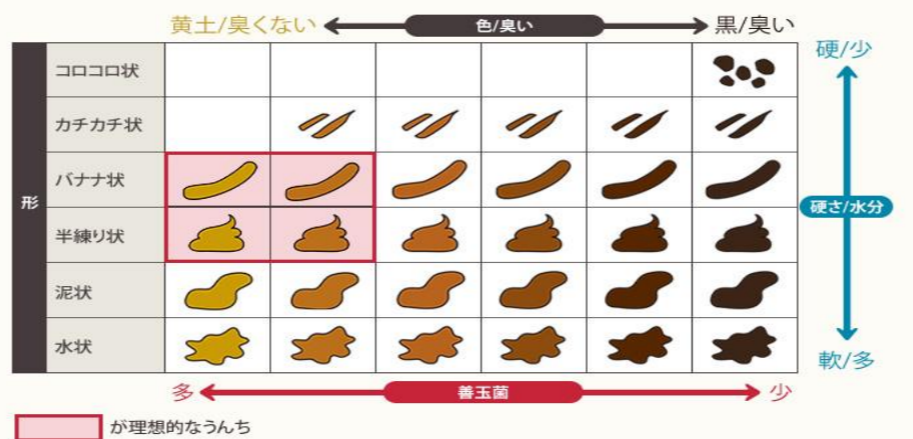 黄土/臭くない
色/臭い
黒/臭い
硬/少
コロコロ状
カチカチ状
バナナ状
形
硬さ/水分
半練り状
泥状
水状
軟/多
多
善玉菌
少
が理想的なうんち